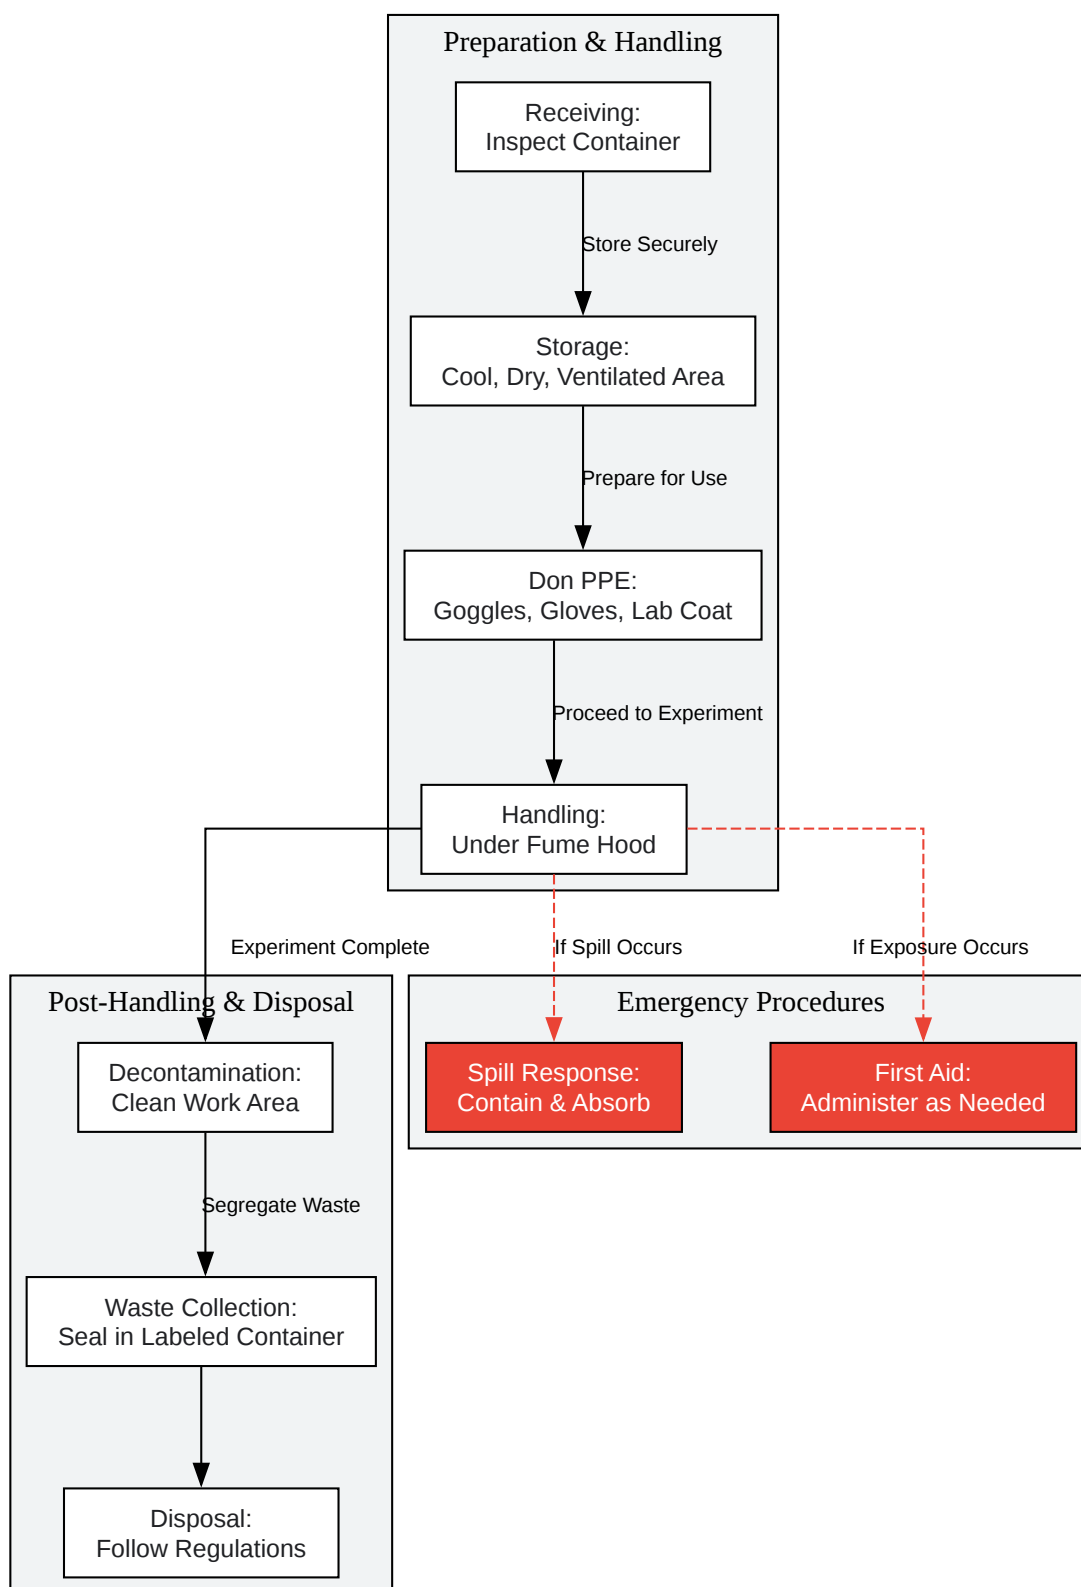 Preparation & Handling
Receiving:
Inspect Container
Store Securely
Storage:
Cool, Dry, Ventilated Area
Prepare for Use
Don PPE:
Goggles, Gloves, Lab Coat
Proceed to Experiment
Handling:
Under Fume Hood
Experiment Complete
If Spill Occurs
If Exposure Occurs
Post-Handling & Disposal
Emergency Procedures
Decontamination:
Clean Work Area
Spill Response:
Contain & Absorb
First Aid:
Administer as Needed
Segregate Waste
Waste Collection:
Seal in Labeled Container
Disposal:
Follow Regulations